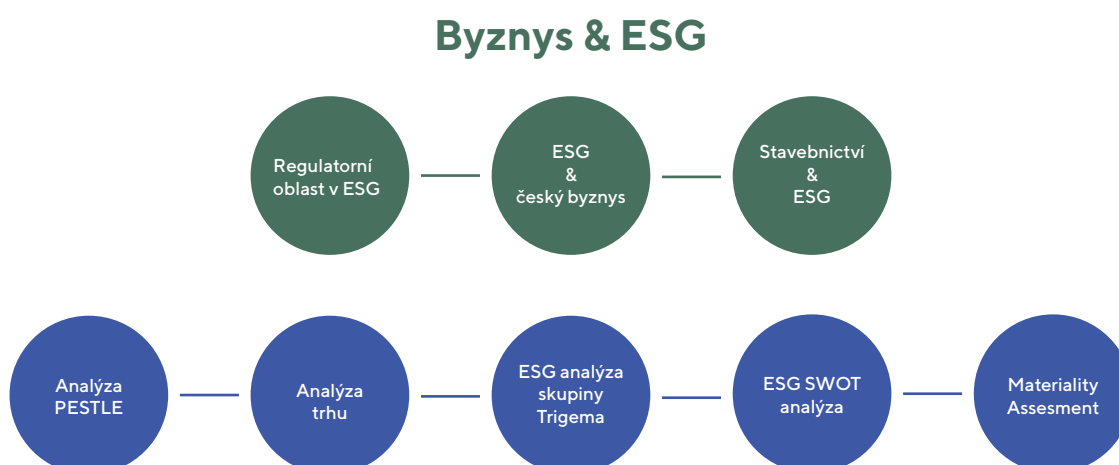 Byznys & ESG
Regulatorní
oblast v ESG
ESG
&
český byznys
Stavebnictví
&
ESG
Analýza
PESTLE
Analýza
trhu
ESG analýza
skupiny
Trigema
ESG SWOT
analýza
Materiality
Assesment